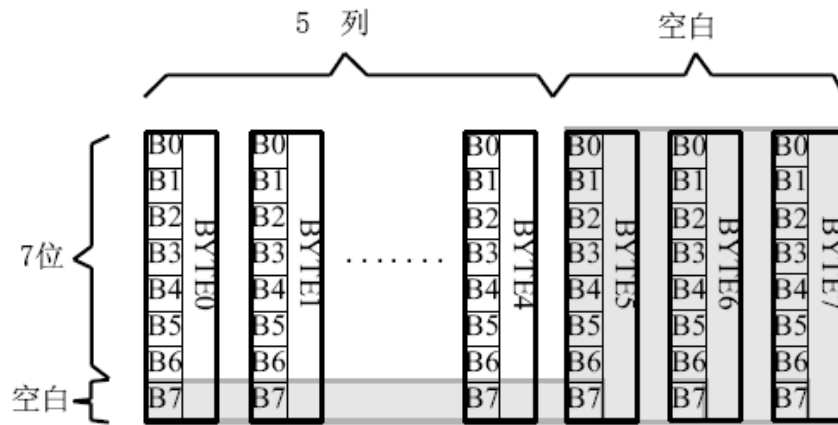 5 列 空白
B0 B0 B0 B0 B0 B0
B1 B1 B1 B1 B1 B1
B2 B2 B2 B2 B2 B2
7位 B3 B3 ....... B3 B3 B3 B3
B4 B4 B4 B4 B4 B4
B5 B5 B5 B5 B5 B5
B6 B6 B6 B6 B6 B6
空白 B7 B7 B7 B7 B7 B7
BYTE0
BYTE1
BYTE4
BYTE5
BYTE6
BYTE7